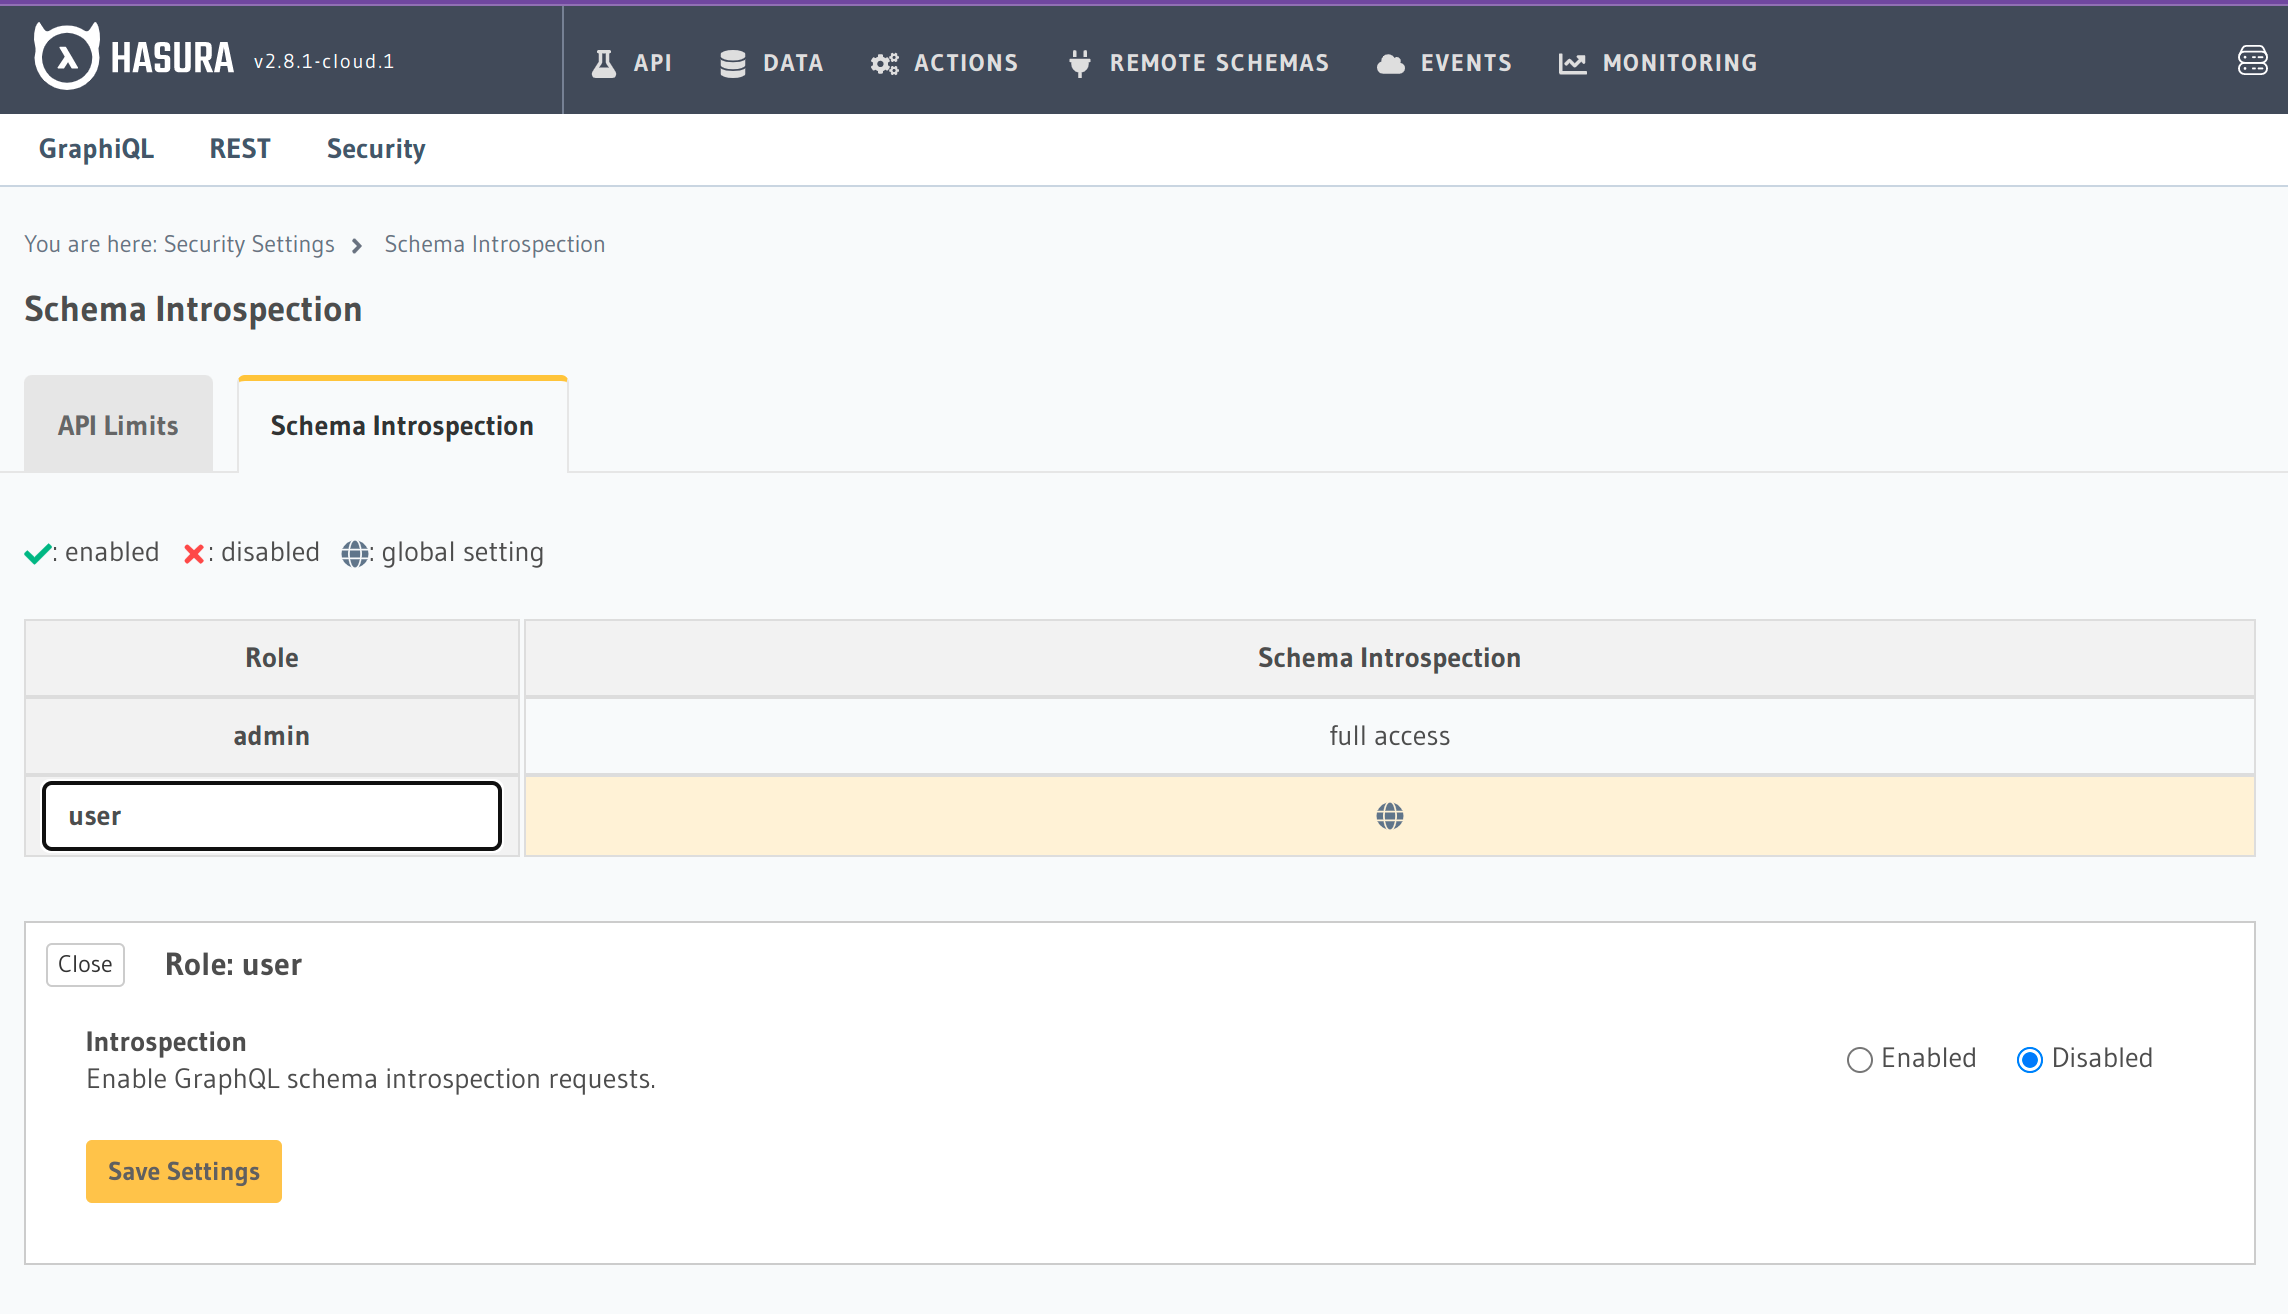 HASURA v2.8.1-cloud.1 API DATA ACTIONS REMOTE SCHEMAS EVENTS MONITORING
GraphiQL REST Security
You are here: Security Settings Schema Introspection
Schema Introspection
API Limits Schema Introspection
: enabled : disabled : global setting
Role Schema Introspection
admin full access
user
Close Role: user
Introspection
Enable GraphQL schema introspection requests.
Enabled Disabled
Save Settings